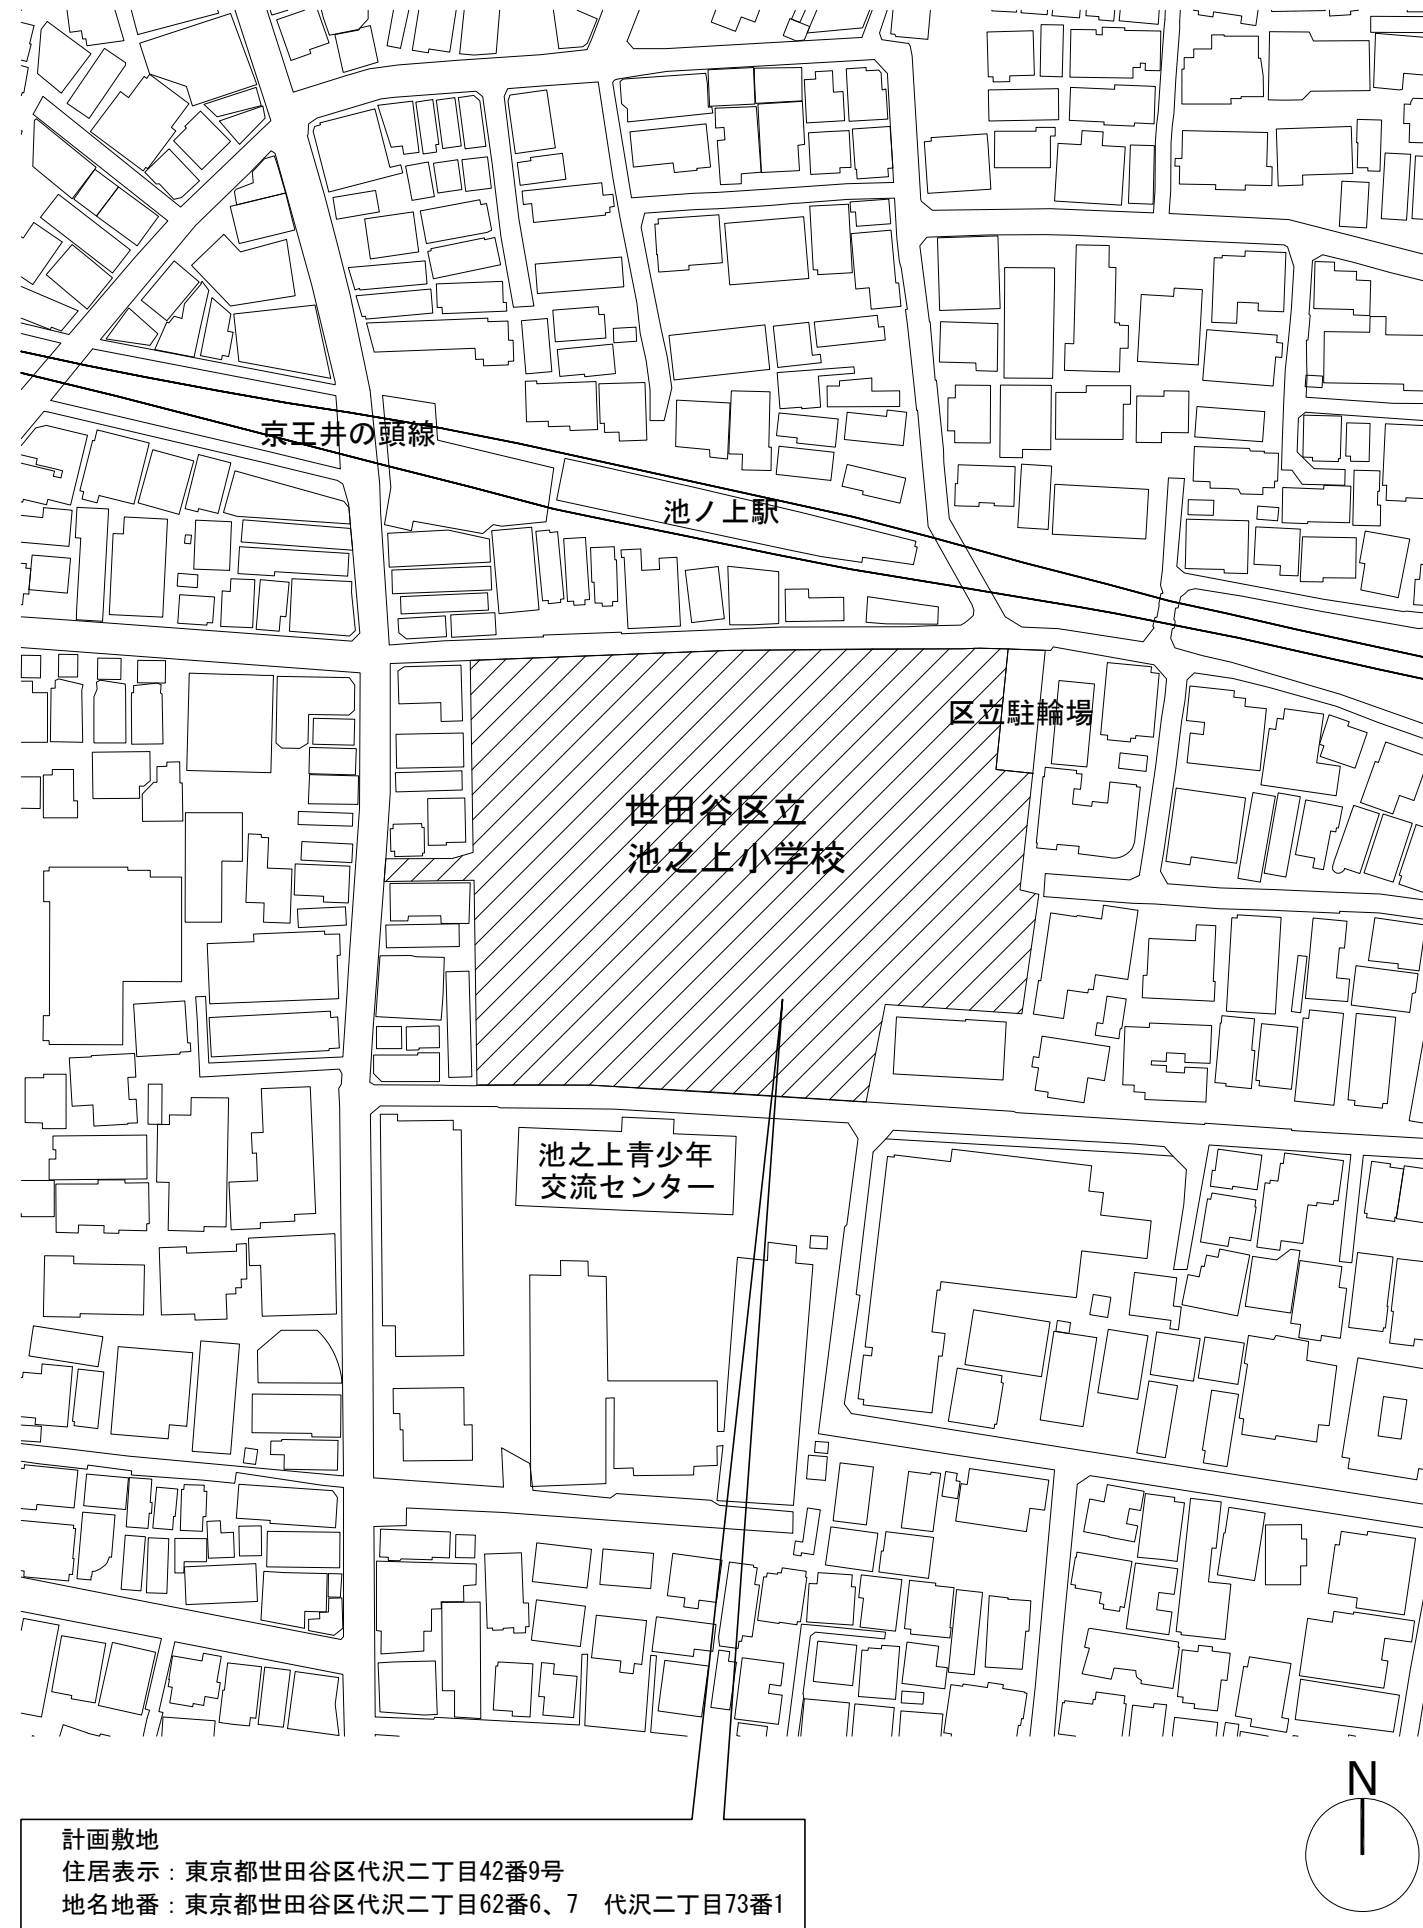 京王井の頭線
池ノ上駅
区立駐輪場
世田谷区立
池之上小学校
池之上青少年
交流センター
N
計画敷地
住居表示：東京都世田谷区代沢二丁目42番9号
地名地番：東京都世田谷区代沢二丁目62番6、7　代沢二丁目73番1